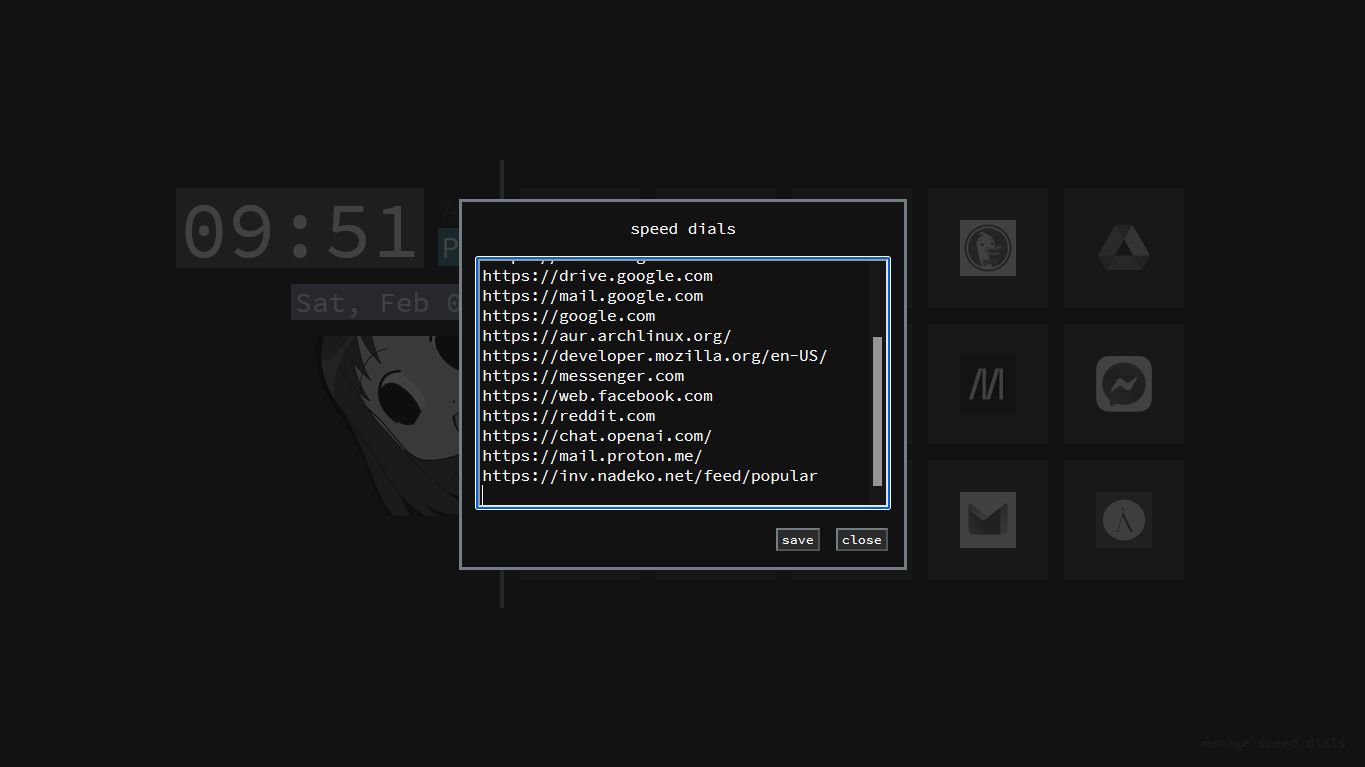 09:51
P
Sat, Feb 0
speed dials
https://drive.google.com
https://mail.google.com
https://google.com
https://aur.archlinux.org/
https://developer.mozilla.org/en-US/
https://messenger.com
https://web.facebook.com
https://reddit.com
https://chat.openai.com/
https://mail.proton.me/
https://inv.nadeko.net/feed/popular
save close
manage speed dials